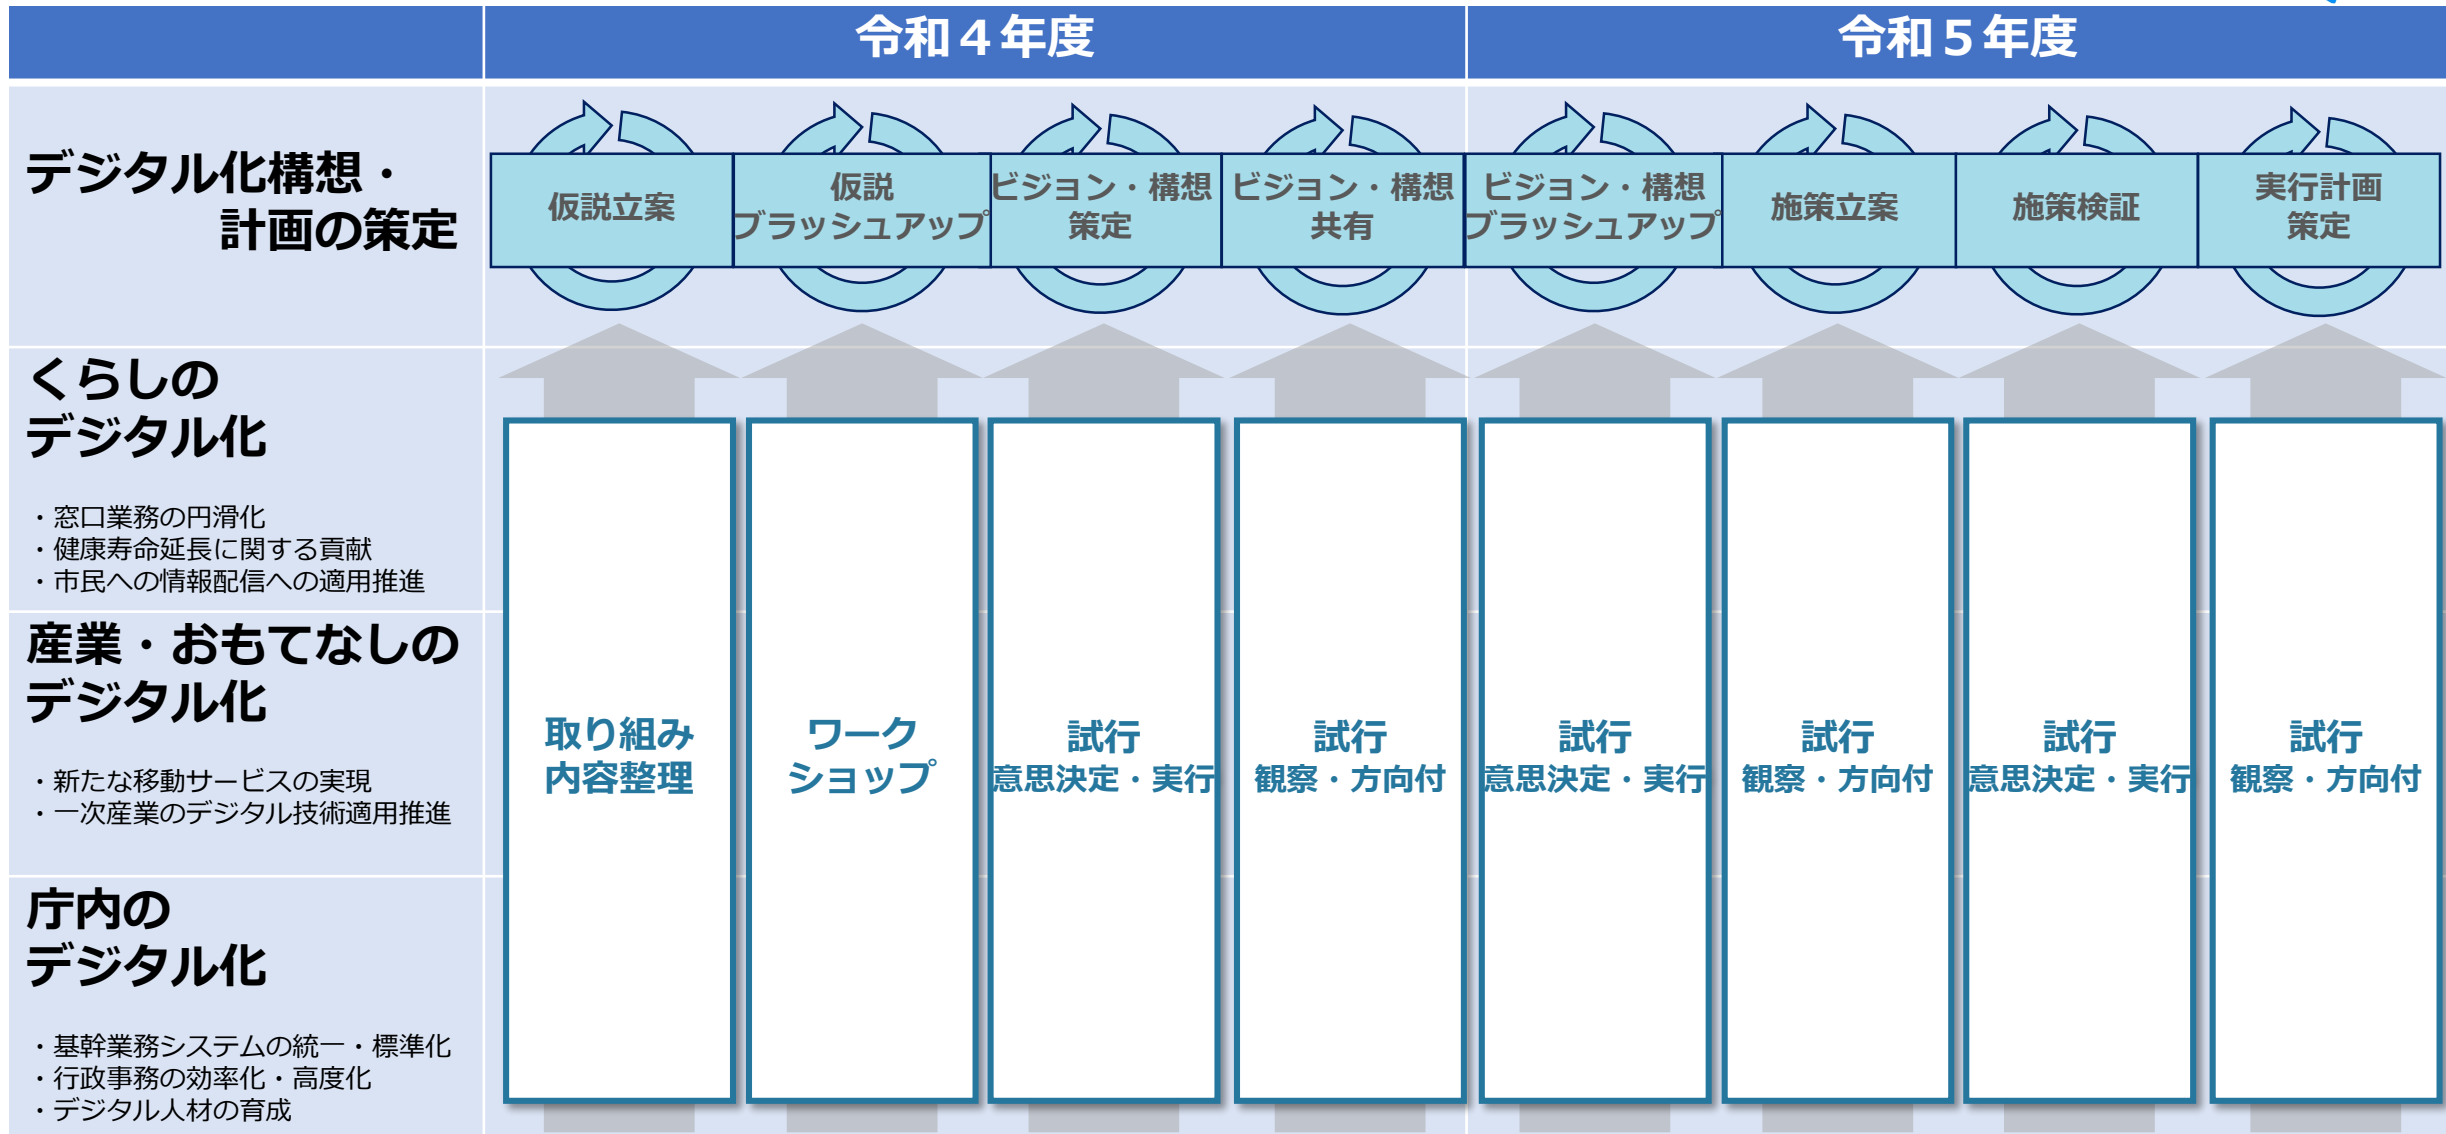 令和４年度
令和５年度
デジタル化構想・
計画の策定
仮説立案
仮説
ブラッシュアップ
ビジョン・構想
策定
ビジョン・構想
共有
ビジョン・構想
ブラッシュアップ
施策立案
施策検証
実行計画
策定
くらしの
デジタル化
・窓口業務の円滑化
・健康寿命延長に関する貢献
・市民への情報配信への適用推進
産業・おもてなしの
デジタル化
・新たな移動サービスの実現
・一次産業のデジタル技術適用推進
庁内の
デジタル化
・基幹業務システムの統一・標準化
・行政事務の効率化・高度化
・デジタル人材の育成
取り組み
内容整理
ワーク
ショップ
試行
意思決定・実行
試行
観察・方向付
試行
意思決定・実行
試行
観察・方向付
試行
意思決定・実行
試行
観察・方向付